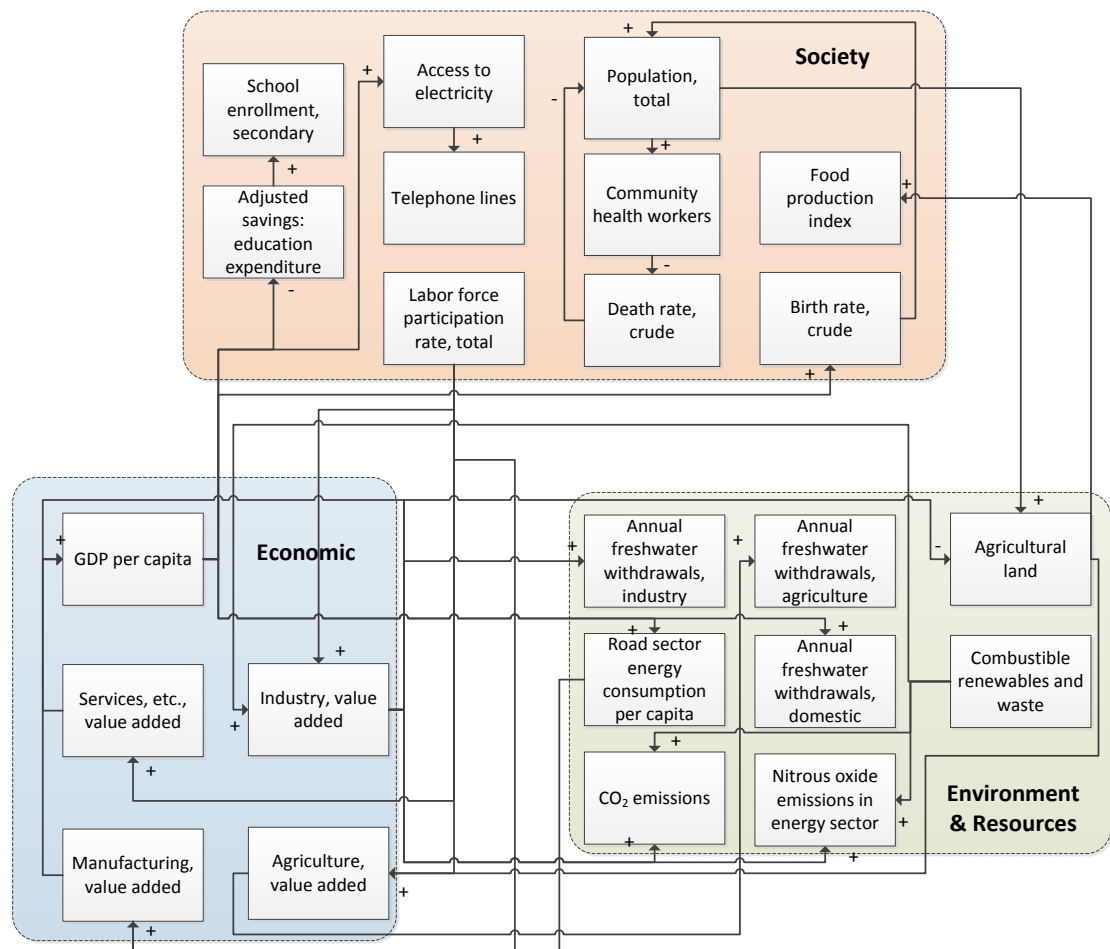 Society
School
enrollment,
secondary
+
Access to
electricity
+
Population,
total
-
+
Telephone lines
+
Adjusted
savings:
education
expenditure
-
Community
health workers
+
Food
production
index
+
Labor force
participation
rate, total
-
Death rate,
crude
Birth rate,
crude
+
Economic
+
GDP per capita
+
Annual
freshwater
withdrawals,
industry
+
Annual
freshwater
withdrawals,
agriculture
+
-
Agricultural
land
+
Services, etc.,
value added
+
+
Industry, value
added
+
+
Road sector
energy
consumption
per capita
+
Annual
freshwater
withdrawals,
domestic
Combustible
renewables and
waste
+
CO₂ emissions
+
Nitrous oxide
emissions in
energy sector
+
+
Environment
& Resources
Manufacturing,
value added
+
Agriculture,
value added
+